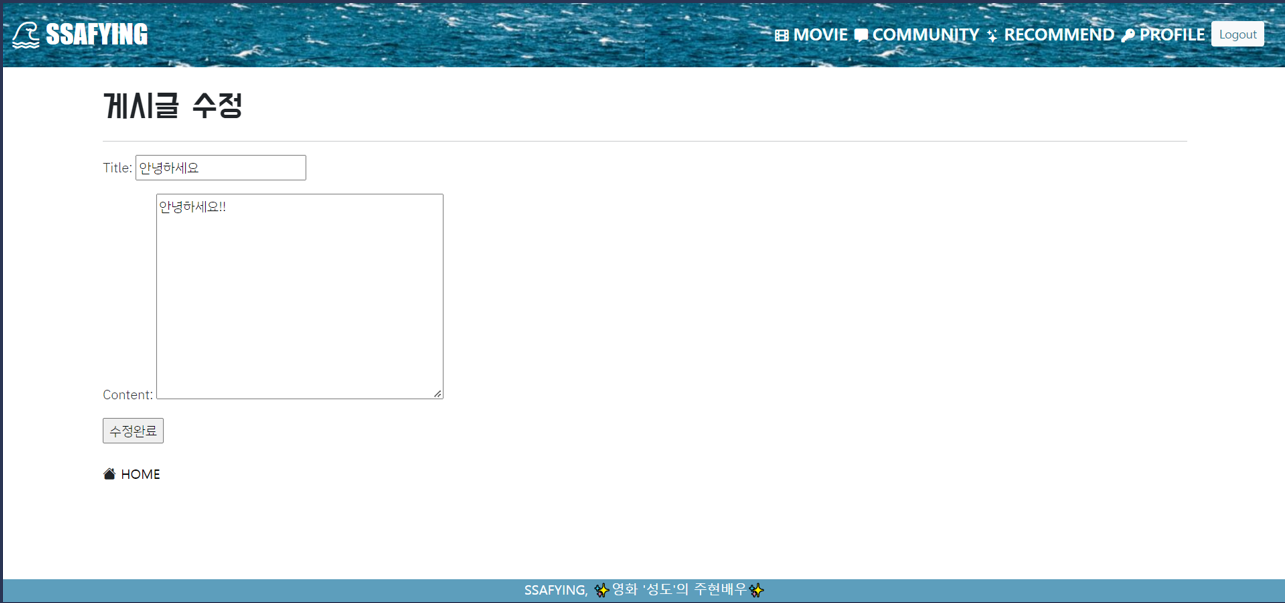 SSAFYING MOVIE COMMUNITY RECOMMEND PROFILE Logout
게시글 수정
Title: 안녕하세요
안녕하세요!!
Content:
수정완료
HOME
SSAFYING, ✨영화 '성도'의 주현배우✨